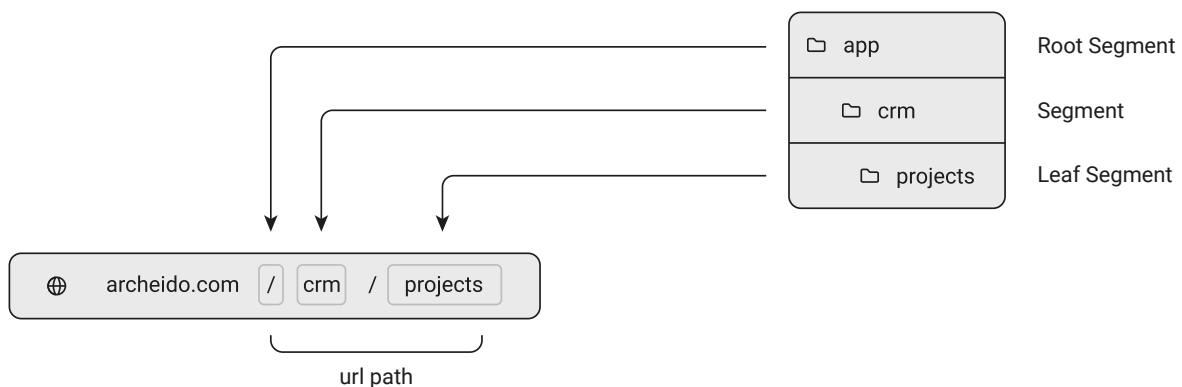 app Root Segment
crm Segment
projects Leaf Segment
archeido.com / crm / projects
url path